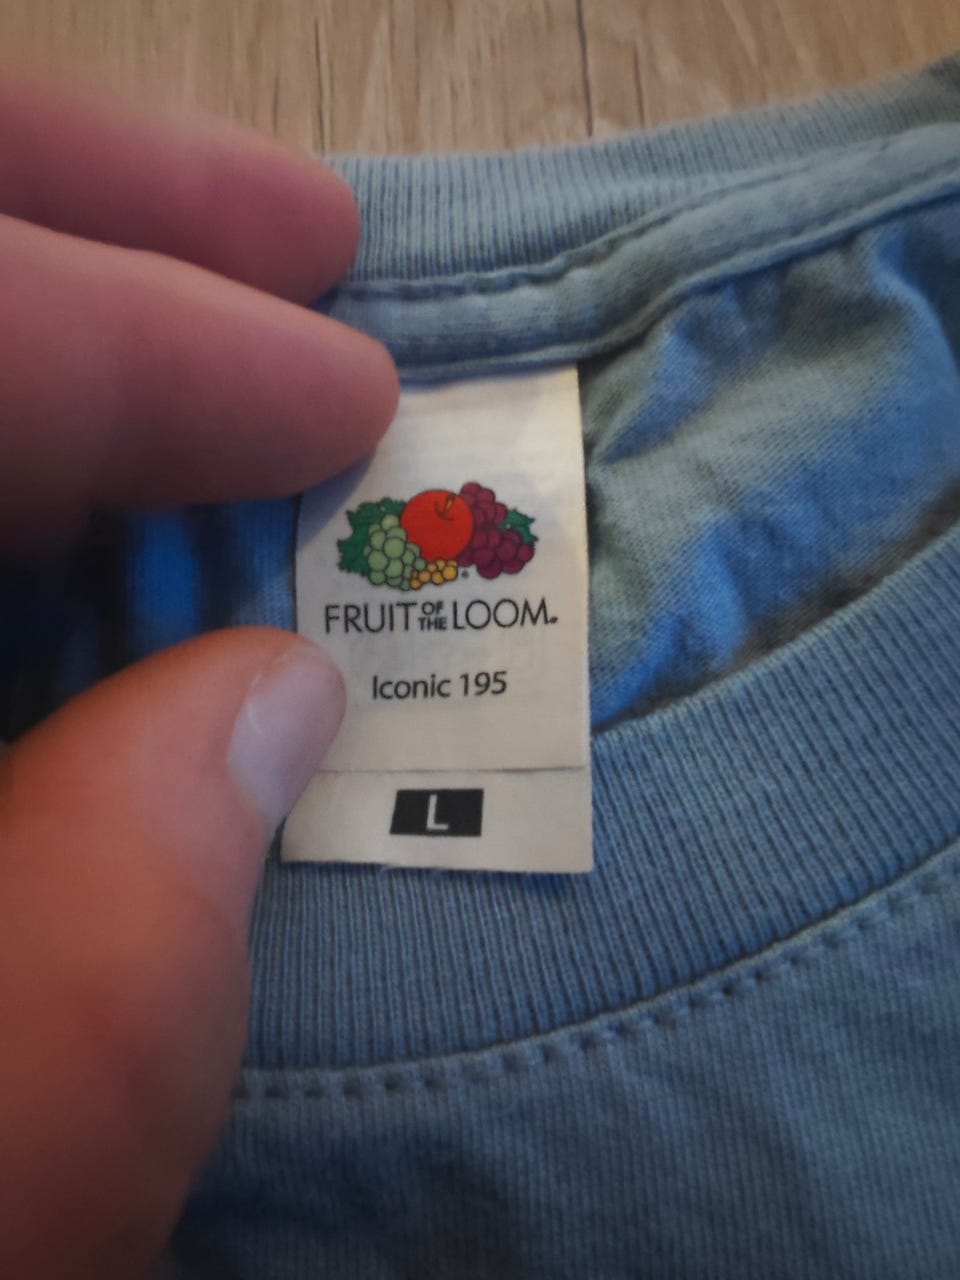 FRUIT OF THE LOOM.
Iconic 195
L